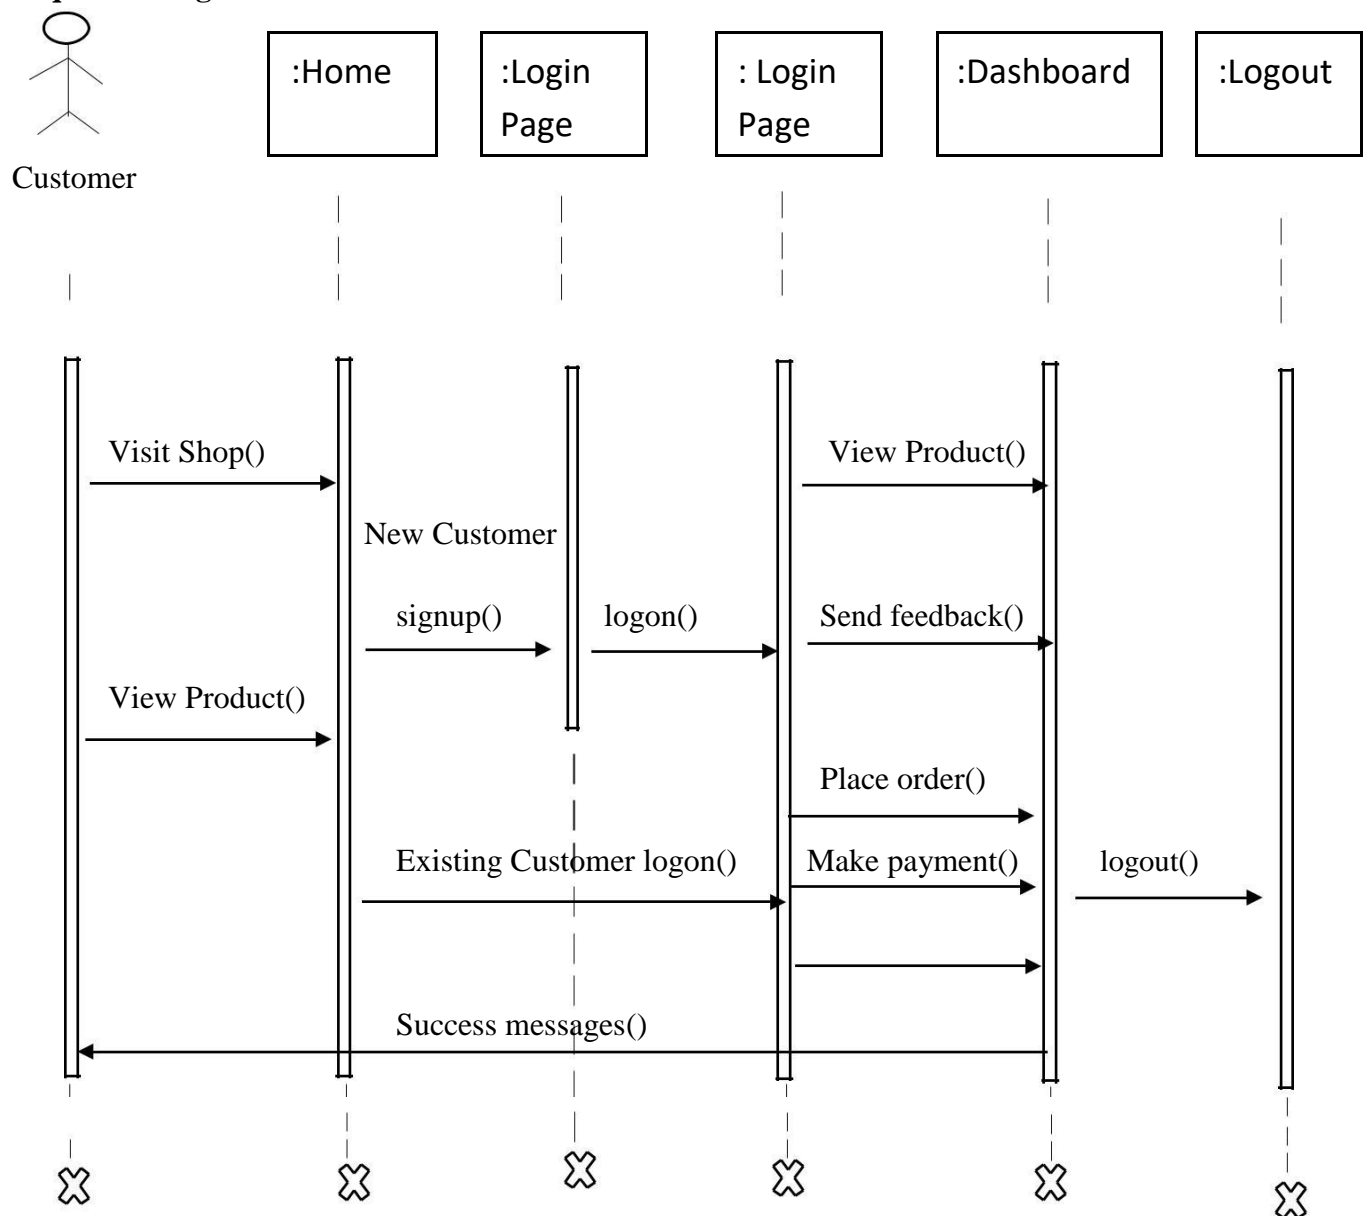 :Home
:Login
Page
: Login
Page
:Dashboard
:Logout
Customer
Visit Shop()
View Product()
New Customer
signup()
logon()
Send feedback()
View Product()
Place order()
Existing Customer logon()
Make payment()
logout()
Success messages()